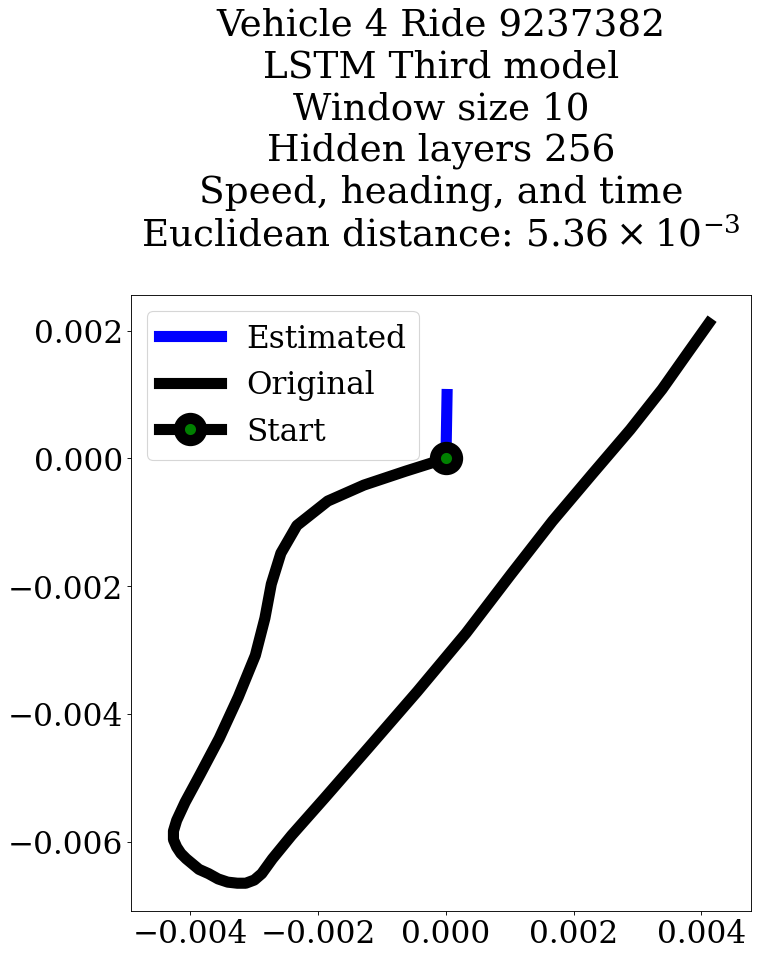 Vehicle 4 Ride 9237382
LSTM Third model
Window size 10
Hidden layers 256
Speed, heading, and time
Euclidean distance: 5.36 × 10⁻³
Estimated
Original
Start
0.002
0.000
−0.002
−0.004
−0.006
−0.004 −0.002 0.000 0.002 0.004